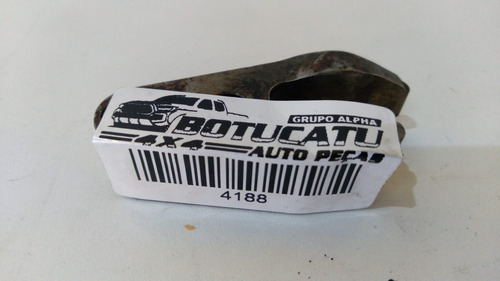 GRUPO ALPHA
BOTUCATU
4X4 AUTO PEÇAS
4188